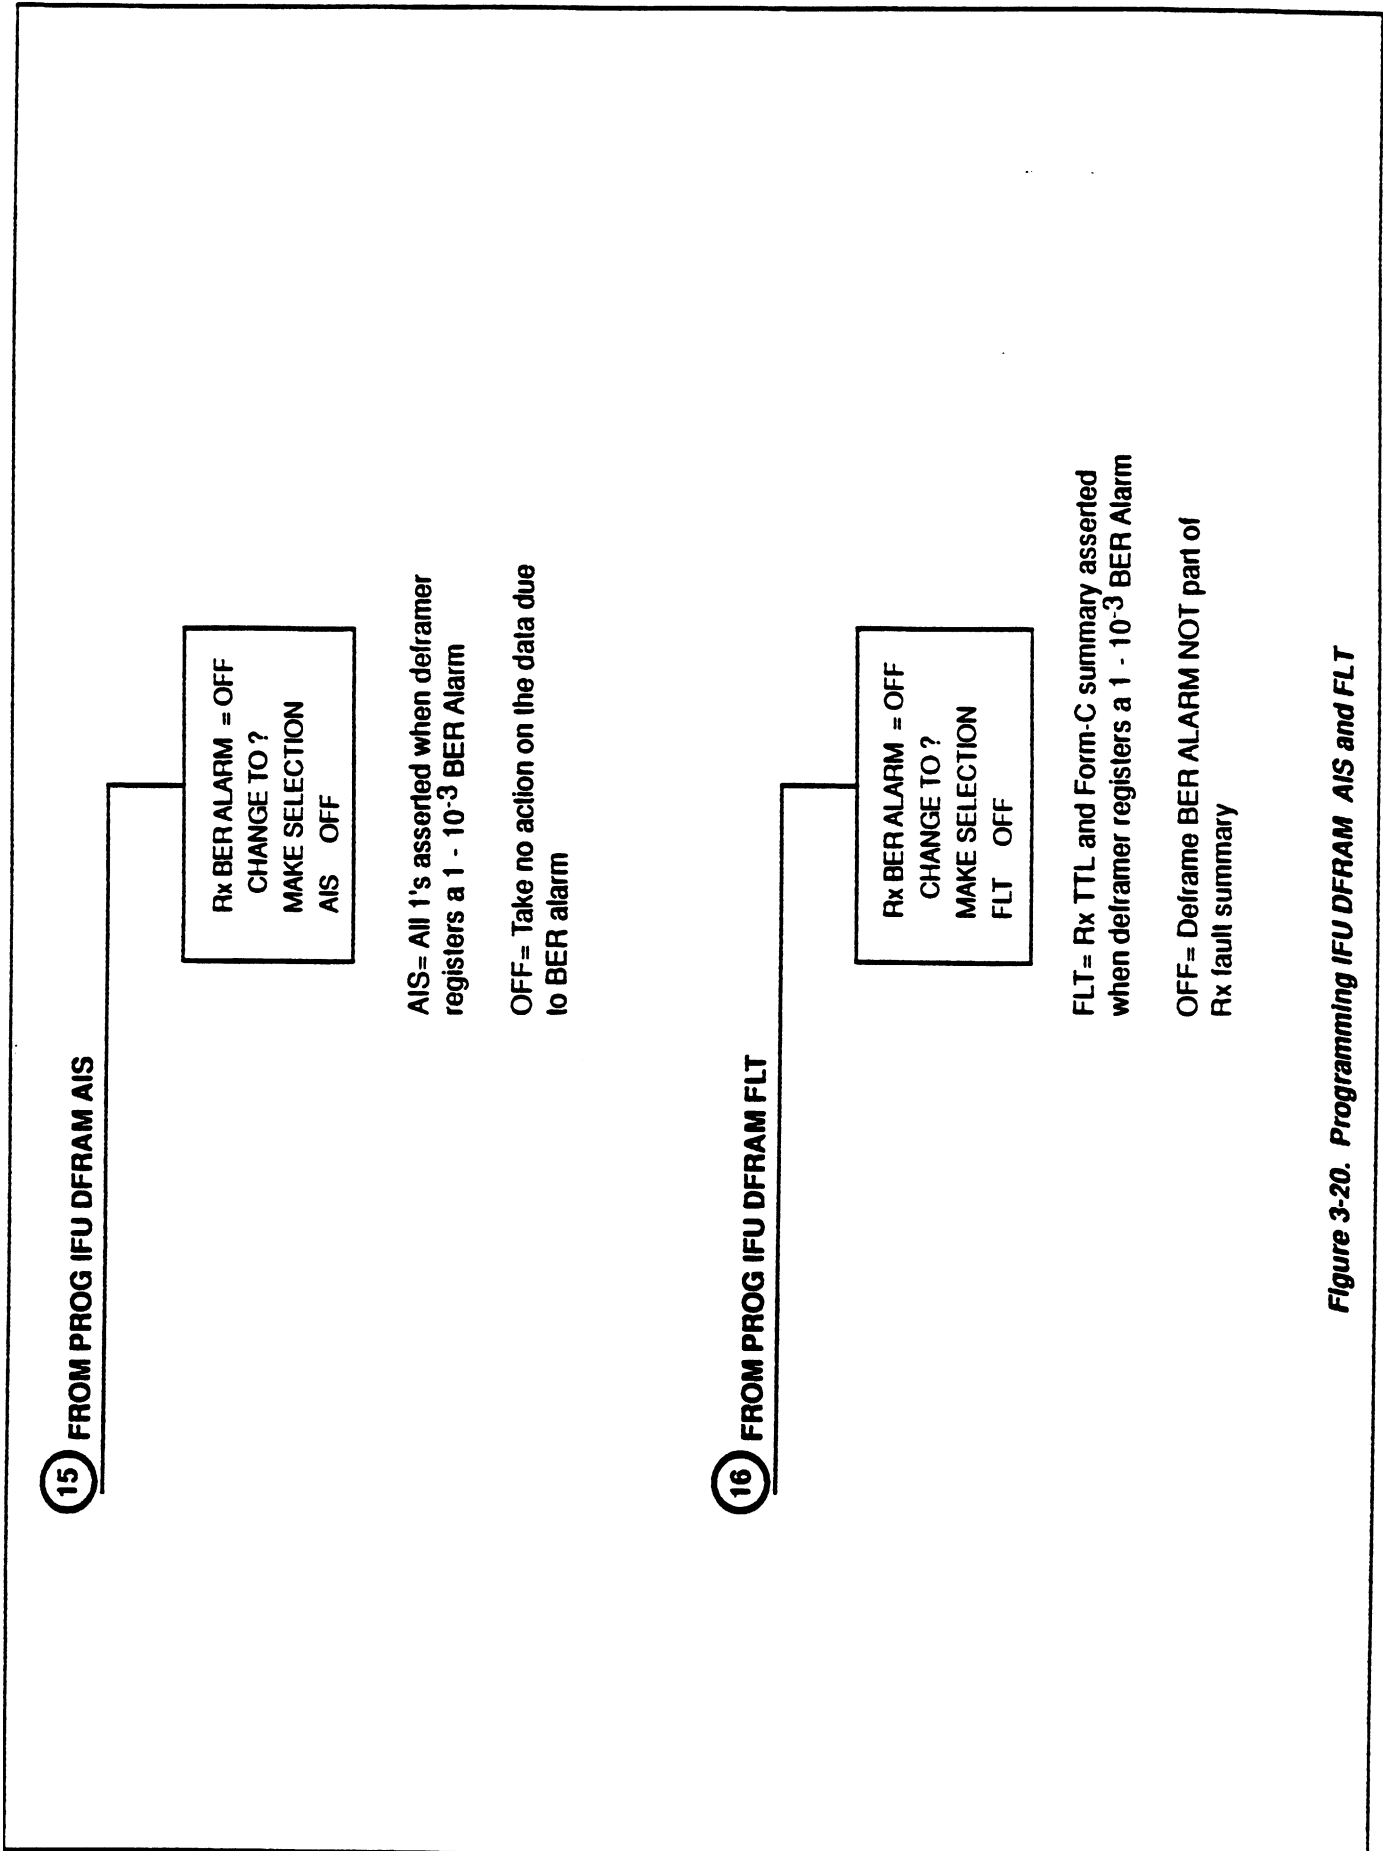 15 FROM PROG IFU DFRAM AIS
Rx BER ALARM = OFF
CHANGE TO ?
MAKE SELECTION
AIS OFF
AIS= All 1's asserted when deframer
registers a 1 - 10-3 BER Alarm
OFF= Take no action on the data due
to BER alarm
16 FROM PROG IFU DFRAM FLT
Rx BER ALARM = OFF
CHANGE TO ?
MAKE SELECTION
FLT OFF
FLT= Rx TTL and Form-C summary asserted
when deframer registers a 1 - 10-3 BER Alarm
OFF= Deframe BER ALARM NOT part of
Rx fault summary
Figure 3-20. Programming IFU DFRAM AIS and FLT